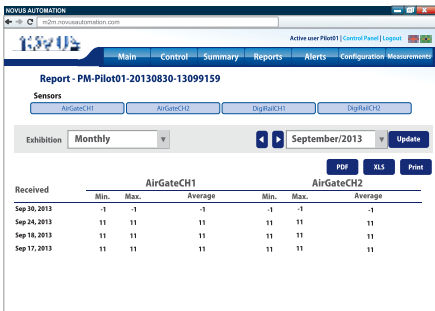 NOVUS AUTOMATION
m2m.novusautomation.com
Active user Pilot01 | Control Panel | Logout
novus
Main Control Summary Reports Alerts Configuration Measurements
Report - PM-Pilot01-20130830-13099159
Sensors
AirGateCH1 AirGateCH2 DigiRailCH1 DigiRailCH2
Exhibition Monthly September/2013 Update
PDF XLS Print
Received AirGateCH1 AirGateCH2
Min. Max. Average Min. Max. Average
Sep 30, 2013 -1 -1 -1 -1 -1 -1
Sep 24, 2013 11 11 11 11 11 11
Sep 18, 2013 11 11 11 11 11 11
Sep 17, 2013 11 11 11 11 11 11